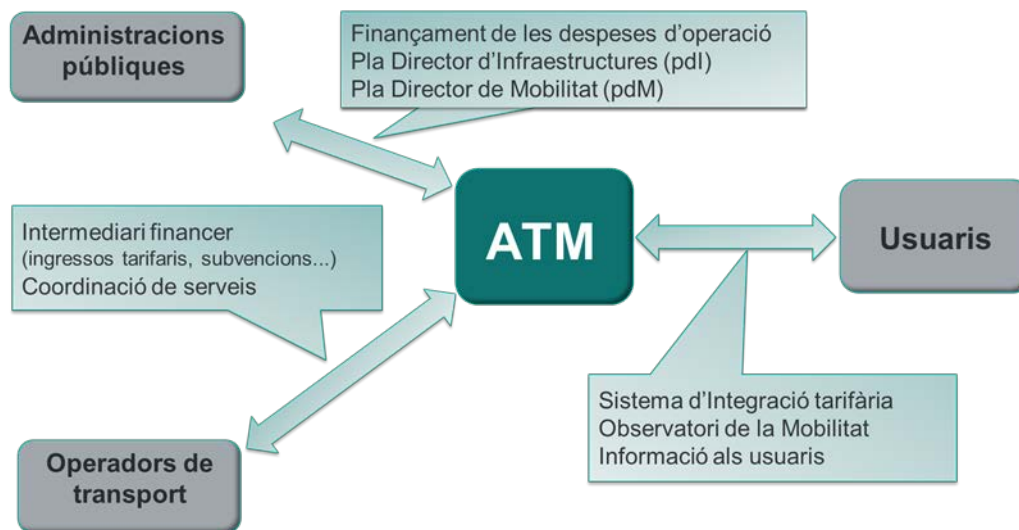 Administracions
públiques
Finançament de les despeses d’operació
Pla Director d’Infraestructures (pdI)
Pla Director de Mobilitat (pdM)
Intermediari financer
(ingressos tarifaris, subvencions...)
Coordinació de serveis
ATM
Usuaris
Sistema d’Integració tarifària
Observatori de la Mobilitat
Informació als usuaris
Operadors de
transport